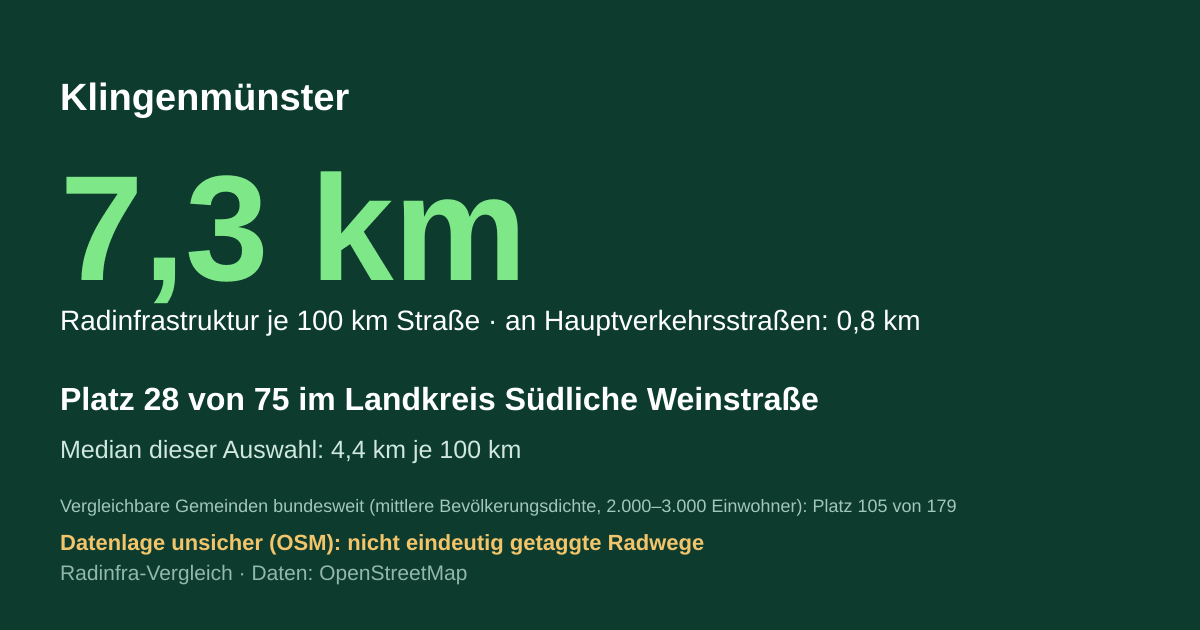 Klingenmünster
7,3 km
Radinfrastruktur je 100 km Straße · an Hauptverkehrsstraßen: 0,8 km
Platz 28 von 75 im Landkreis Südliche Weinstraße
Median dieser Auswahl: 4,4 km je 100 km
Vergleichbare Gemeinden bundesweit (mittlere Bevölkerungsdichte, 2.000–3.000 Einwohner): Platz 105 von 179
Datenlage unsicher (OSM): nicht eindeutig getaggte Radwege
Radinfra-Vergleich · Daten: OpenStreetMap